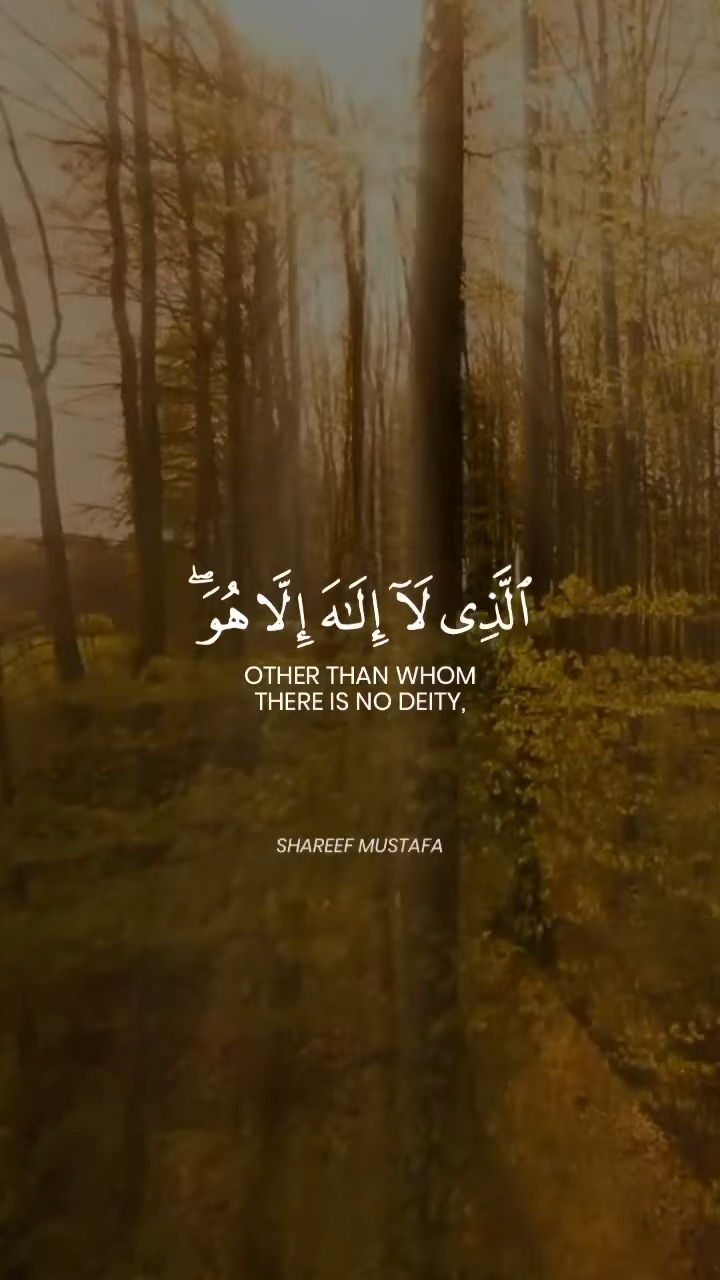 ٱلَّذِى لَآ إِلَـٰهَ إِلَّا هُوَ ۖ
OTHER THAN WHOM
THERE IS NO DEITY,
SHAREEF MUSTAFA